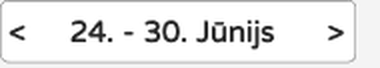 < 24. - 30. Jūnijs >